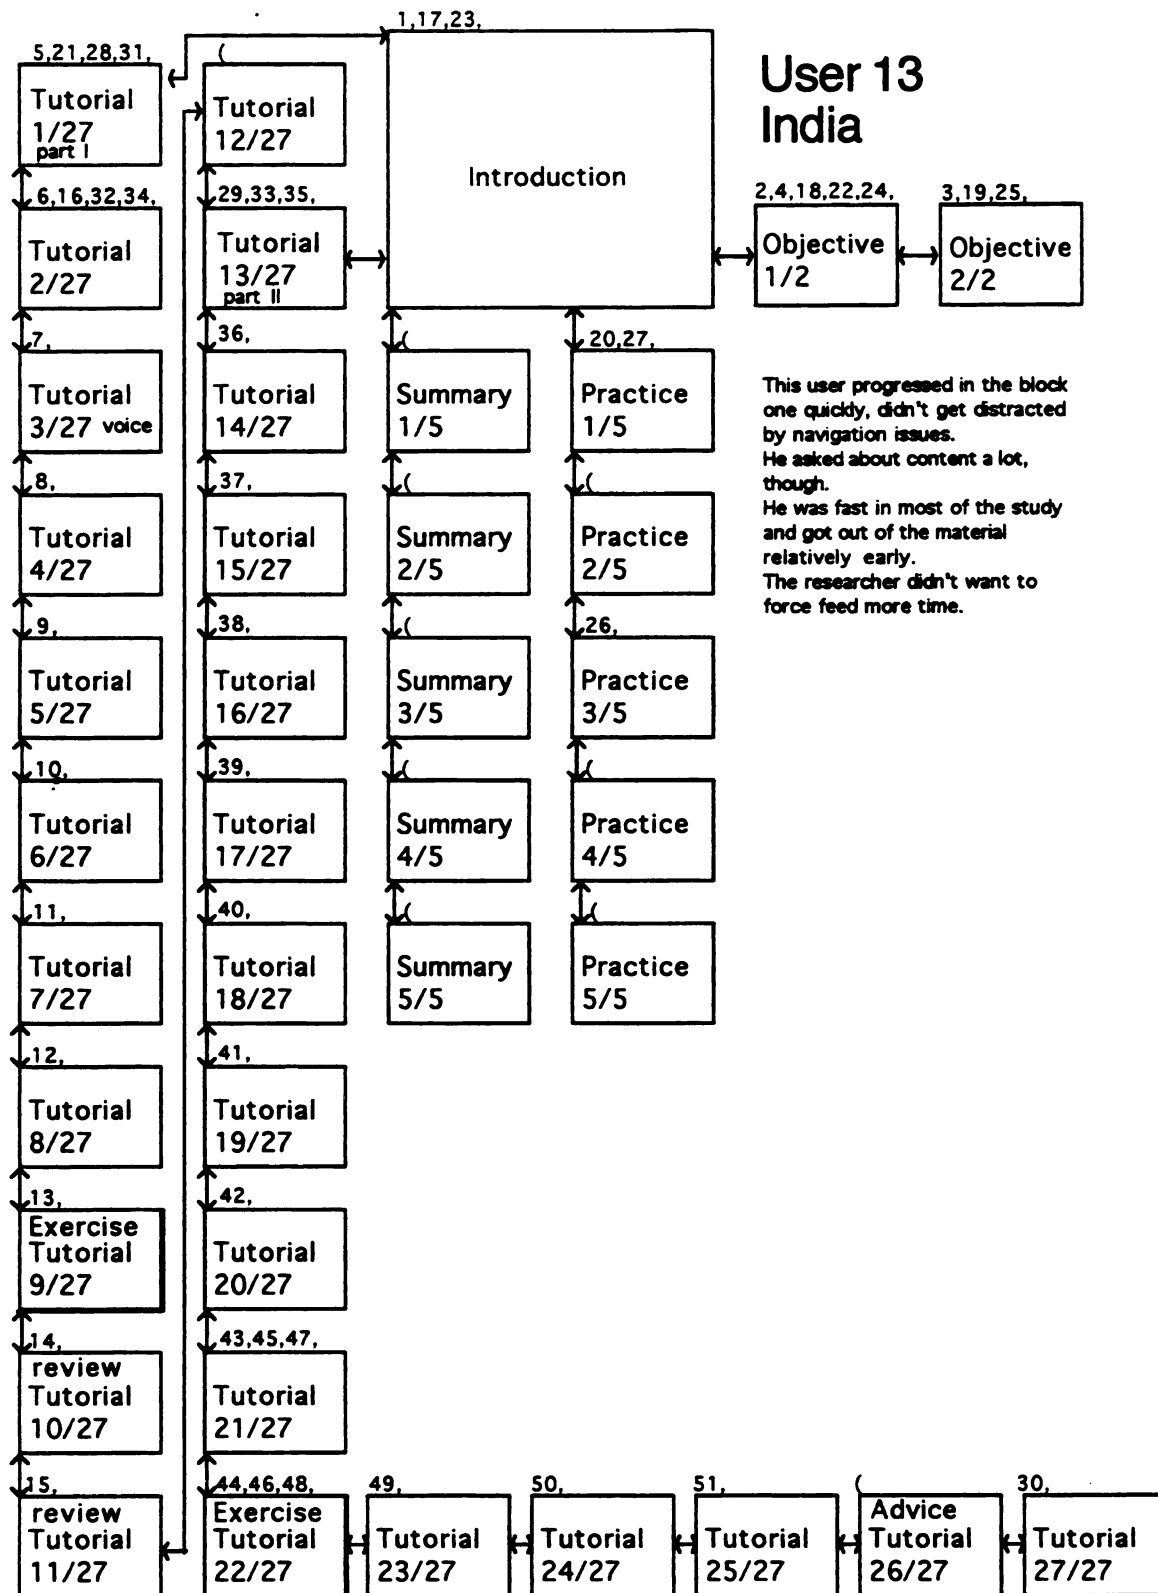 1,17,23,
User 13
India
5,21,28,31,
Tutorial
1/27
part I
(
Tutorial
12/27
Introduction
6,16,32,34,
Tutorial
2/27
29,33,35,
Tutorial
13/27
part II
2,4,18,22,24,
Objective
1/2
3,19,25,
Objective
2/2
7,
Tutorial
3/27 voice
36,
Tutorial
14/27
(
Summary
1/5
20,27,
Practice
1/5
This user progressed in the block
one quickly, didn't get distracted
by navigation issues.
He asked about content a lot,
though.
He was fast in most of the study
and got out of the material
relatively early.
The researcher didn't want to
force feed more time.
8,
Tutorial
4/27
37,
Tutorial
15/27
(
Summary
2/5
(
Practice
2/5
9,
Tutorial
5/27
38,
Tutorial
16/27
(
Summary
3/5
26,
Practice
3/5
10,
Tutorial
6/27
39,
Tutorial
17/27
(
Summary
4/5
(
Practice
4/5
11,
Tutorial
7/27
40,
Tutorial
18/27
(
Summary
5/5
(
Practice
5/5
12,
Tutorial
8/27
41,
Tutorial
19/27
13,
Exercise
Tutorial
9/27
42,
Tutorial
20/27
14,
review
Tutorial
10/27
43,45,47,
Tutorial
21/27
15,
review
Tutorial
11/27
44,46,48,
Exercise
Tutorial
22/27
49,
Tutorial
23/27
50,
Tutorial
24/27
51,
Tutorial
25/27
(
Advice
Tutorial
26/27
30,
Tutorial
27/27